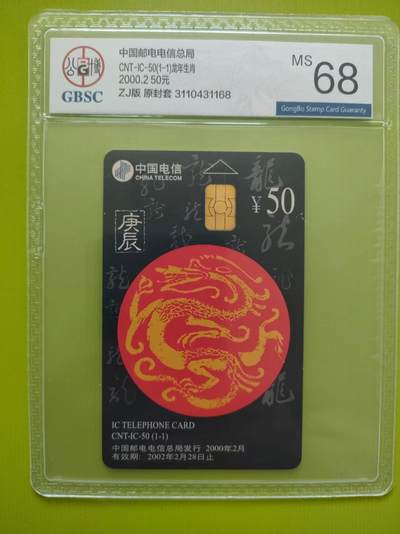 中国邮电电信总局
CNT-IC-50(1-1)龙年生肖
2000.2 50元
ZJ版 原封套 3110431168
GBSC
MS 68
GongBo Stamp Card Guaranty
中国电信
CHINA TELECOM
¥50
庚辰
龍
IC TELEPHONE CARD
CNT-IC-50 (1-1)
中国邮电电信总局发行 2000年2月
有效期: 2002年2月28日止